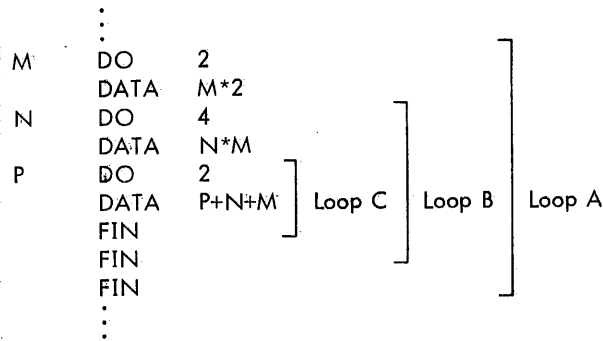 M DO 2
DATA M*2
N DO 4
DATA N*M
P DO 2
DATA P+N+M Loop C Loop B Loop A
FIN
FIN
FIN